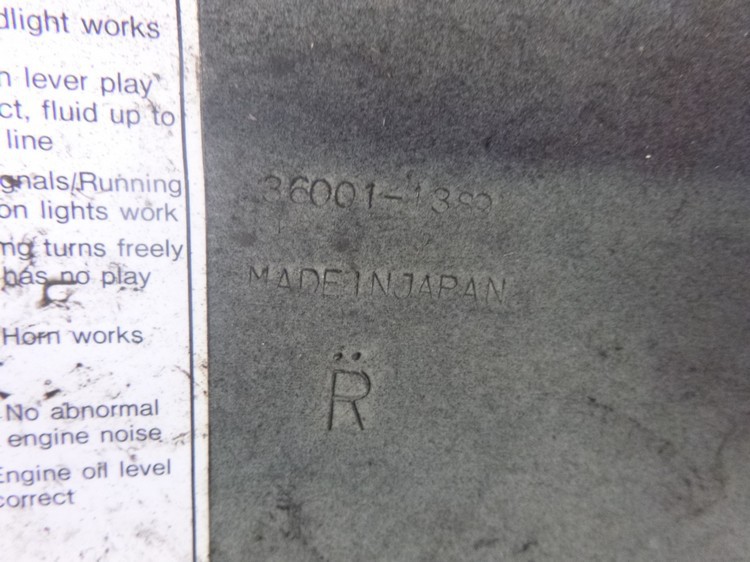 dlight works
n lever play
ct, fluid up to
line
gnals/Running
on lights work
ng turns freely
has no play
Horn works
No abnormal
engine noise
Engine oil level
correct
MADE IN JAPAN
R̈